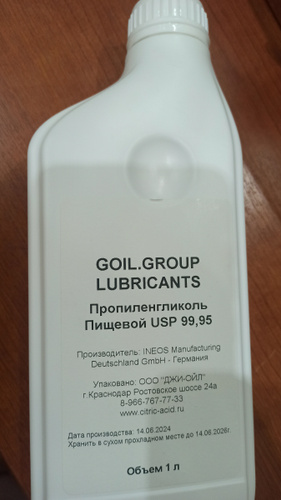 GOIL.GROUP
LUBRICANTS
Пропиленгликоль
Пищевой USP 99,95
Производитель: INEOS Manufacturing
Deutschland GmbH - Германия
Упаковано: ООО "ДЖИ-ОЙЛ"
г.Краснодар Ростовское шоссе 24а
8-966-767-77-33
www.citric-acid.ru
Дата производства: 14.08.2024
Хранить в сухом прохладном месте до 14.08.2026г.
Объем 1 л